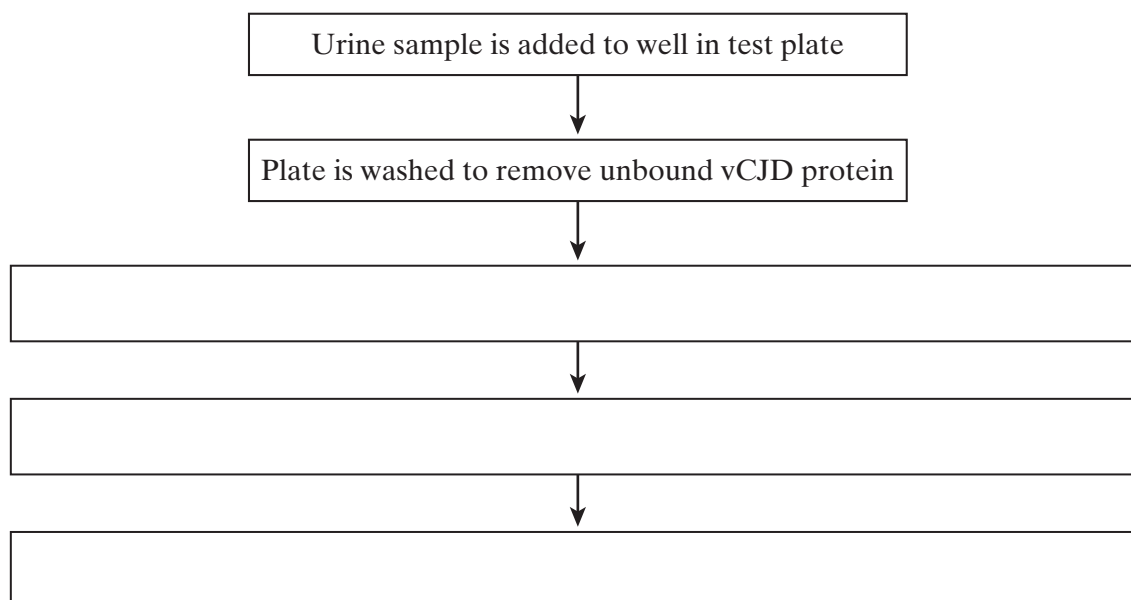 Urine sample is added to well in test plate
Plate is washed to remove unbound vCJD protein